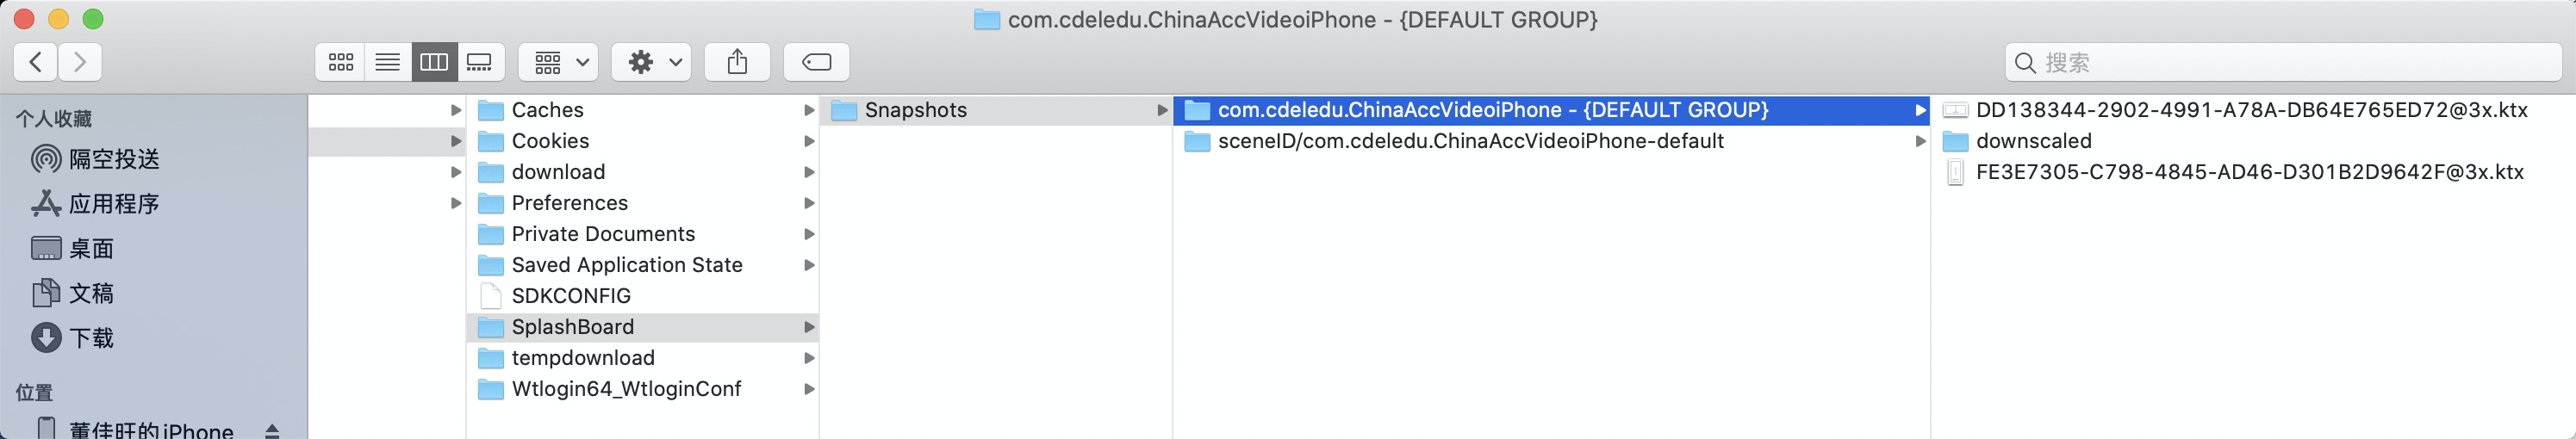 com.cdeledu.ChinaAccVideoiPhone - {DEFAULT GROUP}
搜索
个人收藏
隔空投送
应用程序
桌面
文稿
下载
位置
董佳旺的iPhone
Caches
Cookies
download
Preferences
Private Documents
Saved Application State
SDKCONFIG
SplashBoard
tempdownload
Wtlogin64_WtloginConf
Snapshots
com.cdeledu.ChinaAccVideoiPhone - {DEFAULT GROUP}
sceneID/com.cdeledu.ChinaAccVideoiPhone-default
DD138344-2902-4991-A78A-DB64E765ED72@3x.ktx
downscaled
FE3E7305-C798-4845-AD46-D301B2D9642F@3x.ktx